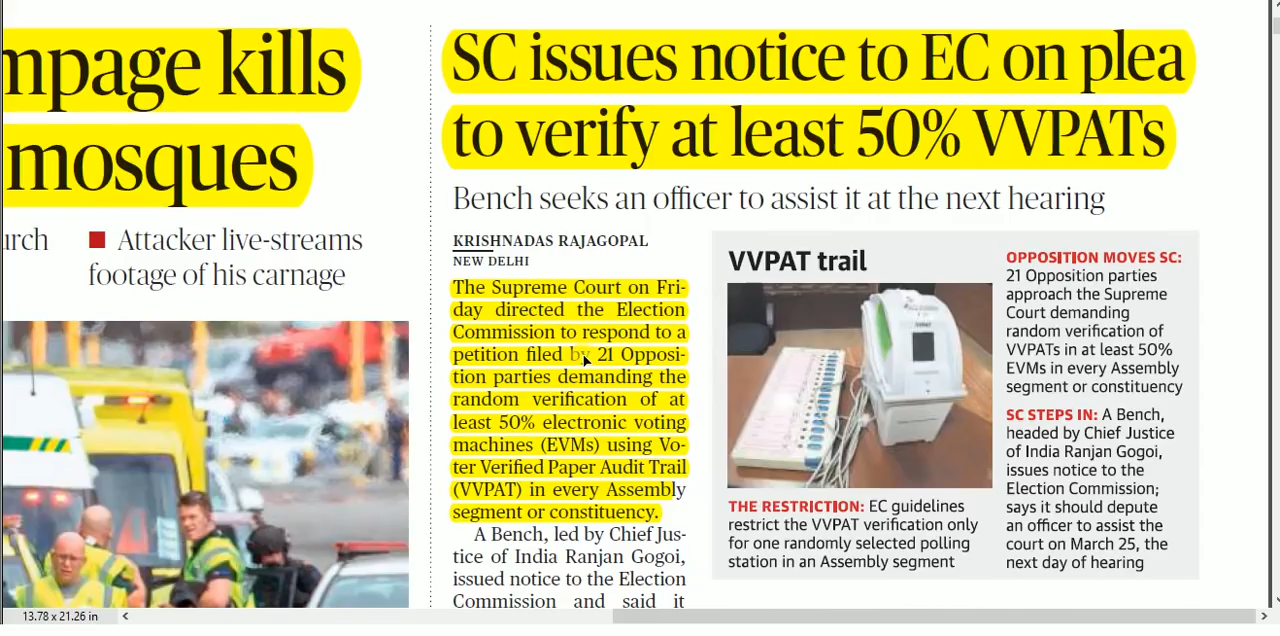 mpage kills
mosques
urch
Attacker live-streams
footage of his carnage
SC issues notice to EC on plea
to verify at least 50% VVPATs
Bench seeks an officer to assist it at the next hearing
KRISHNADAS RAJAGOPAL
NEW DELHI
The Supreme Court on Fri-
day directed the Election
Commission to respond to a
petition filed by 21 Opposi-
tion parties demanding the
random verification of at
least 50% electronic voting
machines (EVMs) using Vo-
ter Verified Paper Audit Trail
(VVPAT) in every Assembly
segment or constituency.
A Bench, led by Chief Jus-
tice of India Ranjan Gogoi,
issued notice to the Election
Commission and said it
VVPAT trail
THE RESTRICTION: EC guidelines
restrict the VVPAT verification only
for one randomly selected polling
station in an Assembly segment
OPPOSITION MOVES SC:
21 Opposition parties
approach the Supreme
Court demanding
random verification of
VVPATs in at least 50%
EVMs in every Assembly
segment or constituency
SC STEPS IN: A Bench,
headed by Chief Justice
of India Ranjan Gogoi,
issues notice to the
Election Commission;
says it should depute
an officer to assist the
court on March 25, the
next day of hearing
13.78 x 21.26 in